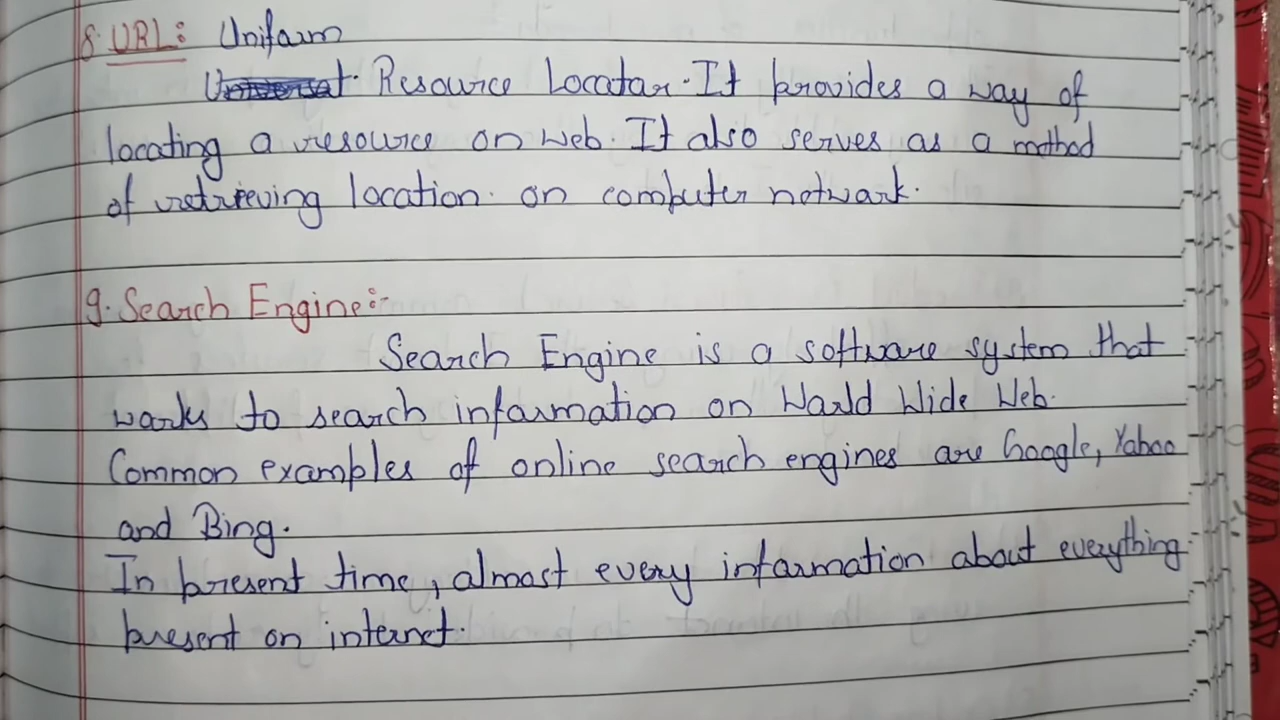 8. URL: Uniform
Universal. Resource Locator. It provides a way of
locating a resource on web. It also serves as a method
of retrieving location. on computer network.
9. Search Engine:-
Search Engine is a software system that
works to search information on World Wide Web.
Common examples of online search engines are Google, Yahoo
and Bing.
In present time, almost every information about everything
present on internet.